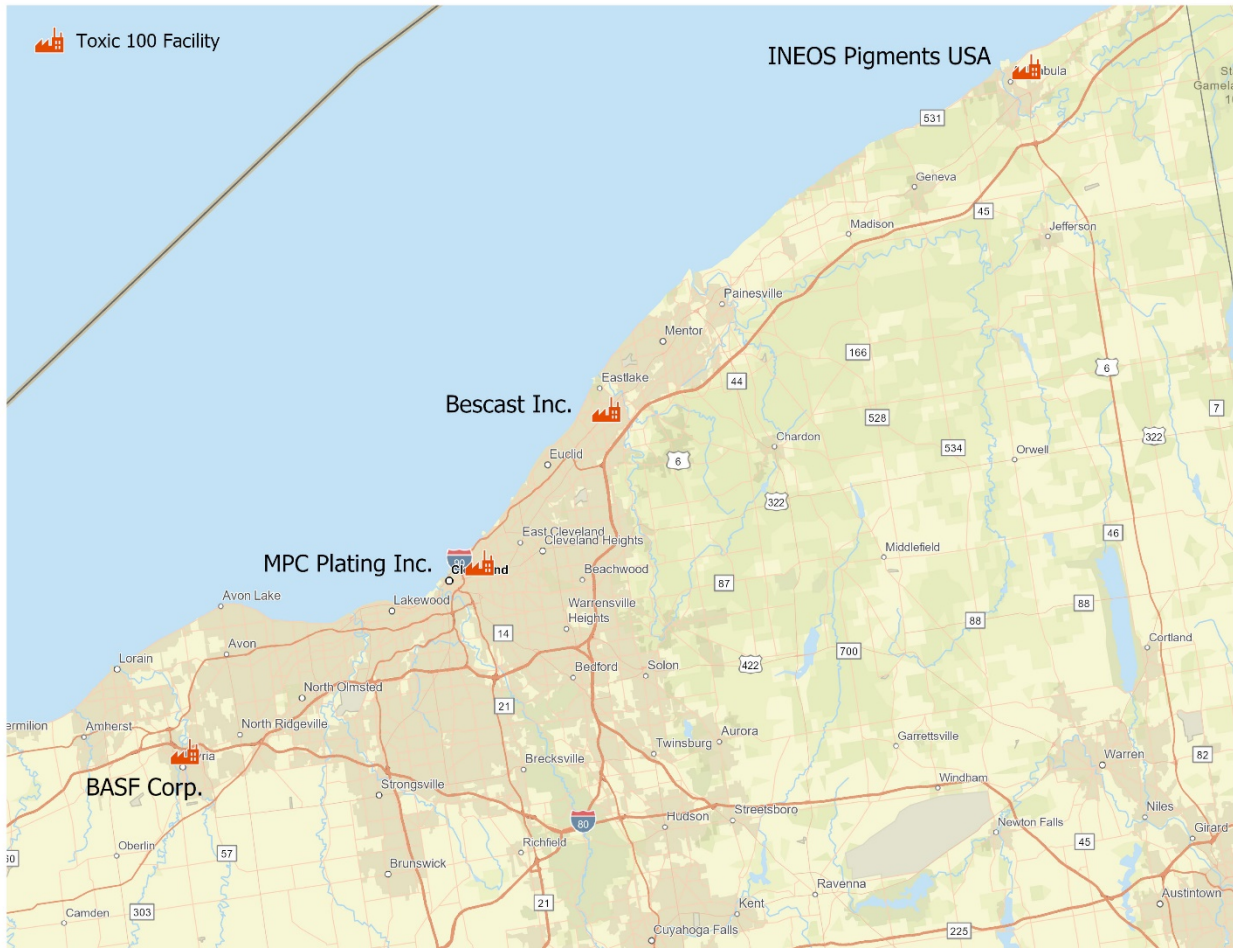 Toxic 100 Facility
INEOS Pigments USA
531
Geneva
45
Madison
Jefferson
Painesville
Mentor
166
6
Eastlake
44
7
Bescast Inc.
528
322
Chardon
534
Orwell
Euclid
6
322
46
East Cleveland
Cleveland Heights
Middlefield
MPC Plating Inc.
Beachwood
87
Avon Lake
Lakewood
88
Warrensville
Heights
14
88
Cortland
Avon
700
Lorain
Bedford
Solon
422
North Olmsted
21
Amherst
North Ridgeville
Aurora
Garrettsville
Twinsburg
82
Warren
Brecksville
BASF Corp.
Strongsville
Windham
Streetsboro
80
Hudson
Niles
Newton Falls
Girard
Richfield
45
57
Oberlin
Brunswick
Ravenna
Austintown
21
Kent
303
Camden
225
Cuyahoga Falls